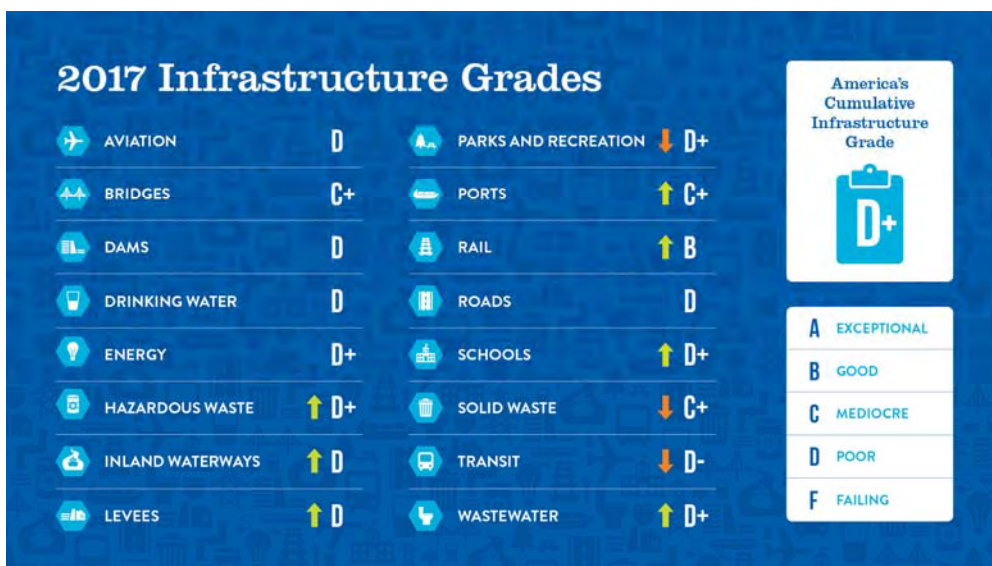 2017 Infrastructure Grades
AVIATION D
BRIDGES C+
DAMS D
DRINKING WATER D
ENERGY D+
HAZARDOUS WASTE D+
INLAND WATERWAYS D
LEVEES D
PARKS AND RECREATION D+
PORTS C+
RAIL B
ROADS D
SCHOOLS D+
SOLID WASTE C+
TRANSIT D-
WASTEWATER D+
America's
Cumulative
Infrastructure
Grade
D+
A EXCEPTIONAL
B GOOD
C MEDIOCRE
D POOR
F FAILING